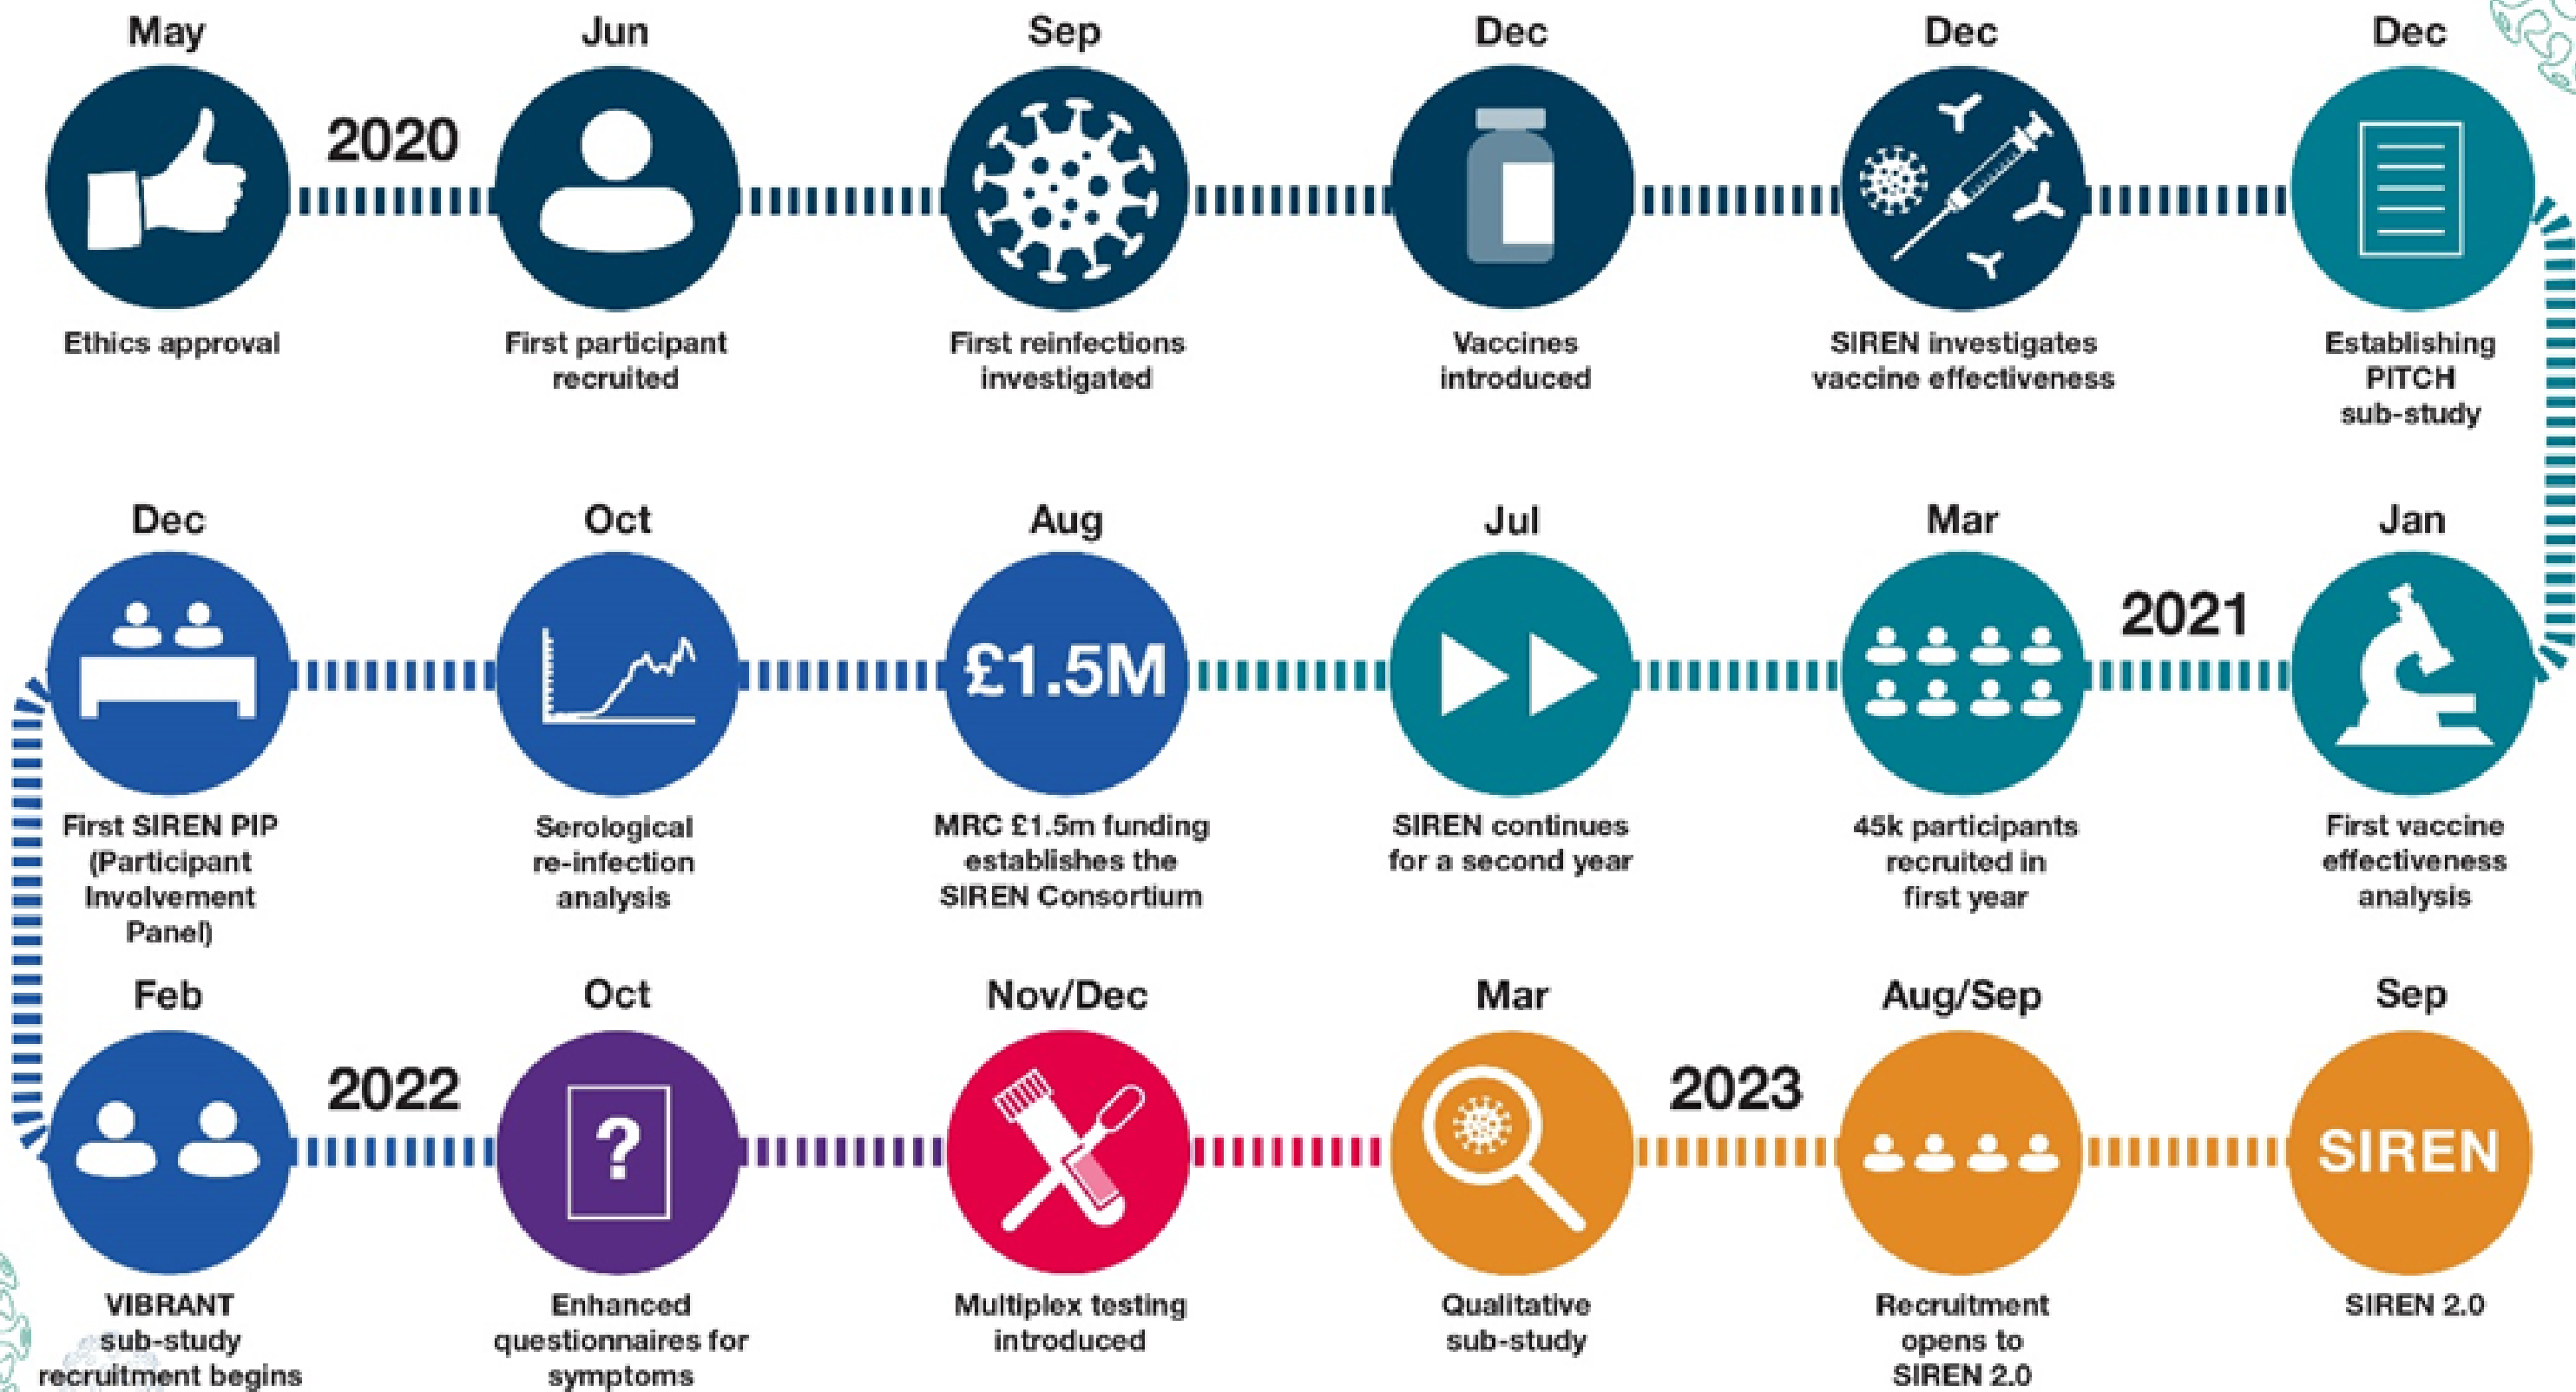 May
Jun
Sep
Dec
Dec
Dec
2020
Ethics approval
First participant
recruited
First reinfections
investigated
Vaccines
introduced
SIREN investigates
vaccine effectiveness
Establishing
PITCH
sub-study
Jan
2021
Mar
Jul
Aug
Oct
Dec
£1.5M
First vaccine
effectiveness
analysis
45k participants
recruited in
first year
SIREN continues
for a second year
MRC £1.5m funding
establishes the
SIREN Consortium
Serological
re-infection
analysis
First SIREN PIP
(Participant
Involvement
Panel)
Feb
2022
Oct
Nov/Dec
Mar
2023
Aug/Sep
Sep
?
SIREN
VIBRANT
sub-study
recruitment begins
Enhanced
questionnaires for
symptoms
Multiplex testing
introduced
Qualitative
sub-study
Recruitment
opens to
SIREN 2.0
SIREN 2.0